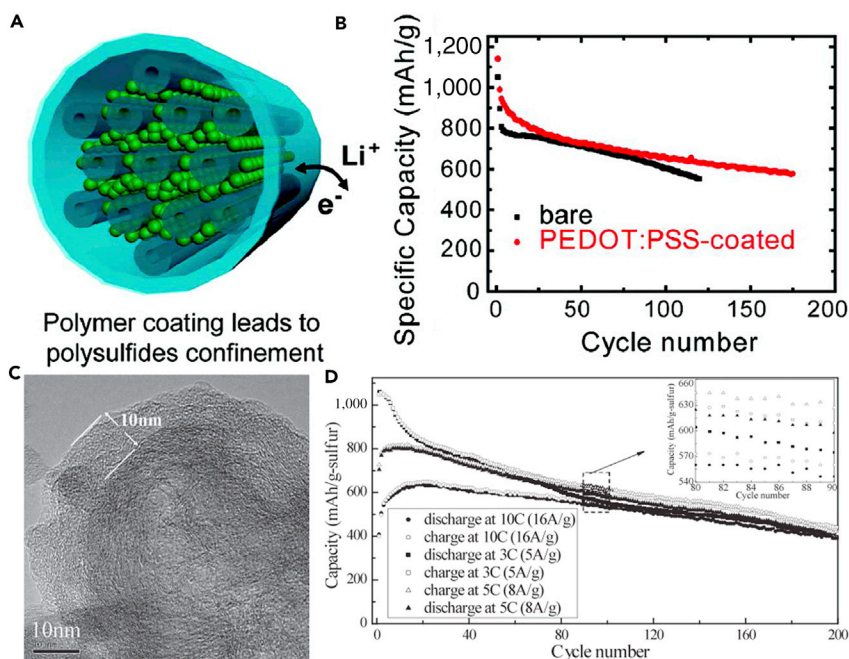 A
Li⁺
e⁻
Polymer coating leads to
polysulfides confinement
B
Specific Capacity (mAh/g)
1,200
1,000
800
600
400
200
0
bare
PEDOT:PSS-coated
0 50 100 150 200
Cycle number
C
10nm
10nm
D
Capacity (mAh/g-sulfur)
1,000
800
600
400
200
0
discharge at 10C (16A/g)
charge at 10C (16A/g)
discharge at 3C (5A/g)
charge at 3C (5A/g)
charge at 5C (8A/g)
discharge at 5C (8A/g)
0 40 80 120 160 200
Cycle number
Capacity (mAh/g-sulfur)
660
630
600
570
540
80 82 84 86 88 90
Cycle number